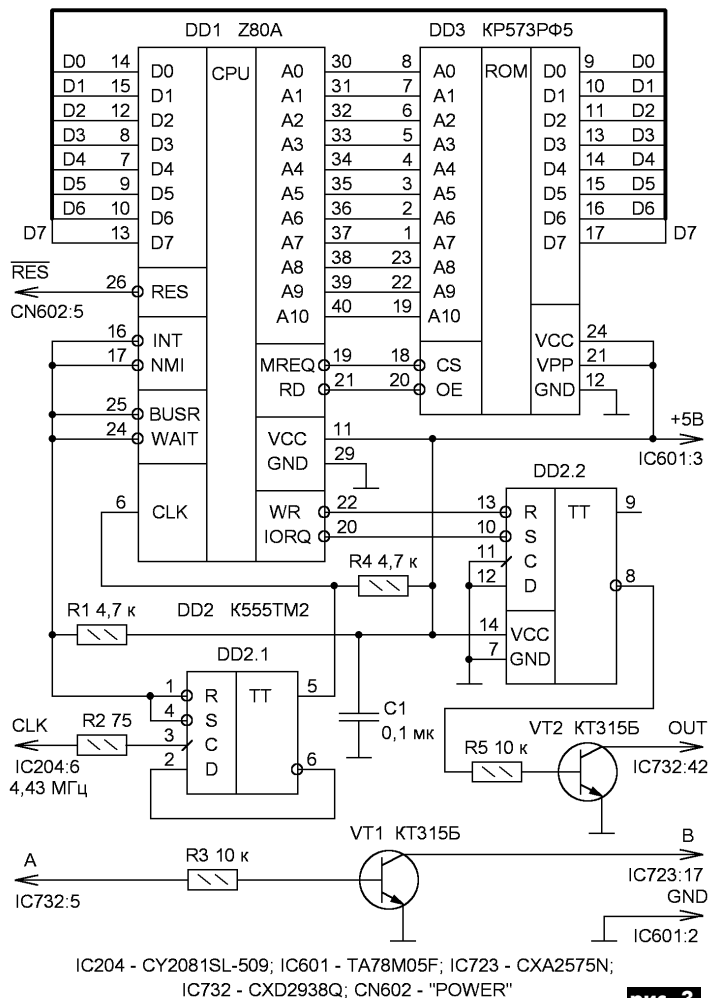 DD1 Z80A DD3 КР573РФ5
D0 14 D0 CPU A0 30 8 A0 ROM D0 9 D0
D1 15 D1 A1 31 7 A1 D1 10 D1
D2 12 D2 A2 32 6 A2 D2 11 D2
D3 8 D3 A3 33 5 A3 D3 13 D3
D4 7 D4 A4 34 4 A4 D4 14 D4
D5 9 D5 A5 35 3 A5 D5 15 D5
D6 10 D6 A6 36 2 A6 D6 16 D6
D7 13 D7 A7 37 1 A7 D7 17 D7
A8 38 23 A8
RES 26 RES A9 39 22 A9
CN602:5 A10 40 19 A10
16 INT VCC 24
17 NMI MREQ 19 18 CS VPP 21
RD 21 20 OE GND 12
25 BUSR +5В
24 WAIT VCC 11 IC601:3
GND 29
DD2.2
6 CLK WR 22 13 R TT 9
IORQ 20 10 S
11 C
R4 4,7 к 12 D 8
R1 4,7 к DD2 К555ТМ2 14 VCC
7 GND
DD2.1
1 R TT 5
4 S C1
CLK R2 75 3 C 0,1 мк VT2 КТ315Б OUT
IC204:6 2 D 6 R5 10 к IC732:42
4,43 МГц
VT1 КТ315Б
A R3 10 к B
IC732:5 IC723:17
GND
IC601:2
IC204 - CY2081SL-509; IC601 - TA78M05F; IC723 - CXA2575N;
IC732 - CXD2938Q; CN602 - "POWER"